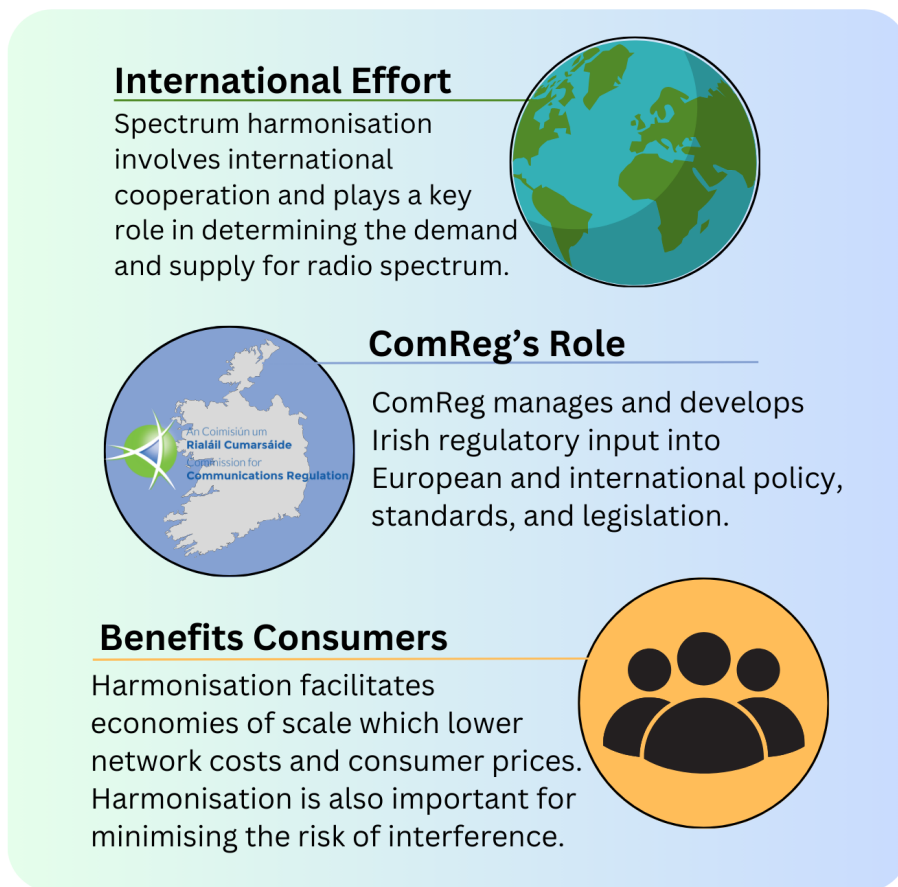 International Effort
Spectrum harmonisation
involves international
cooperation and plays a key
role in determining the demand
and supply for radio spectrum.
ComReg’s Role
An Coimisiún um
Rialáil Cumarsáide
Commission for
Communications Regulation
ComReg manages and develops
Irish regulatory input into
European and international policy,
standards, and legislation.
Benefits Consumers
Harmonisation facilitates
economies of scale which lower
network costs and consumer prices.
Harmonisation is also important for
minimising the risk of interference.